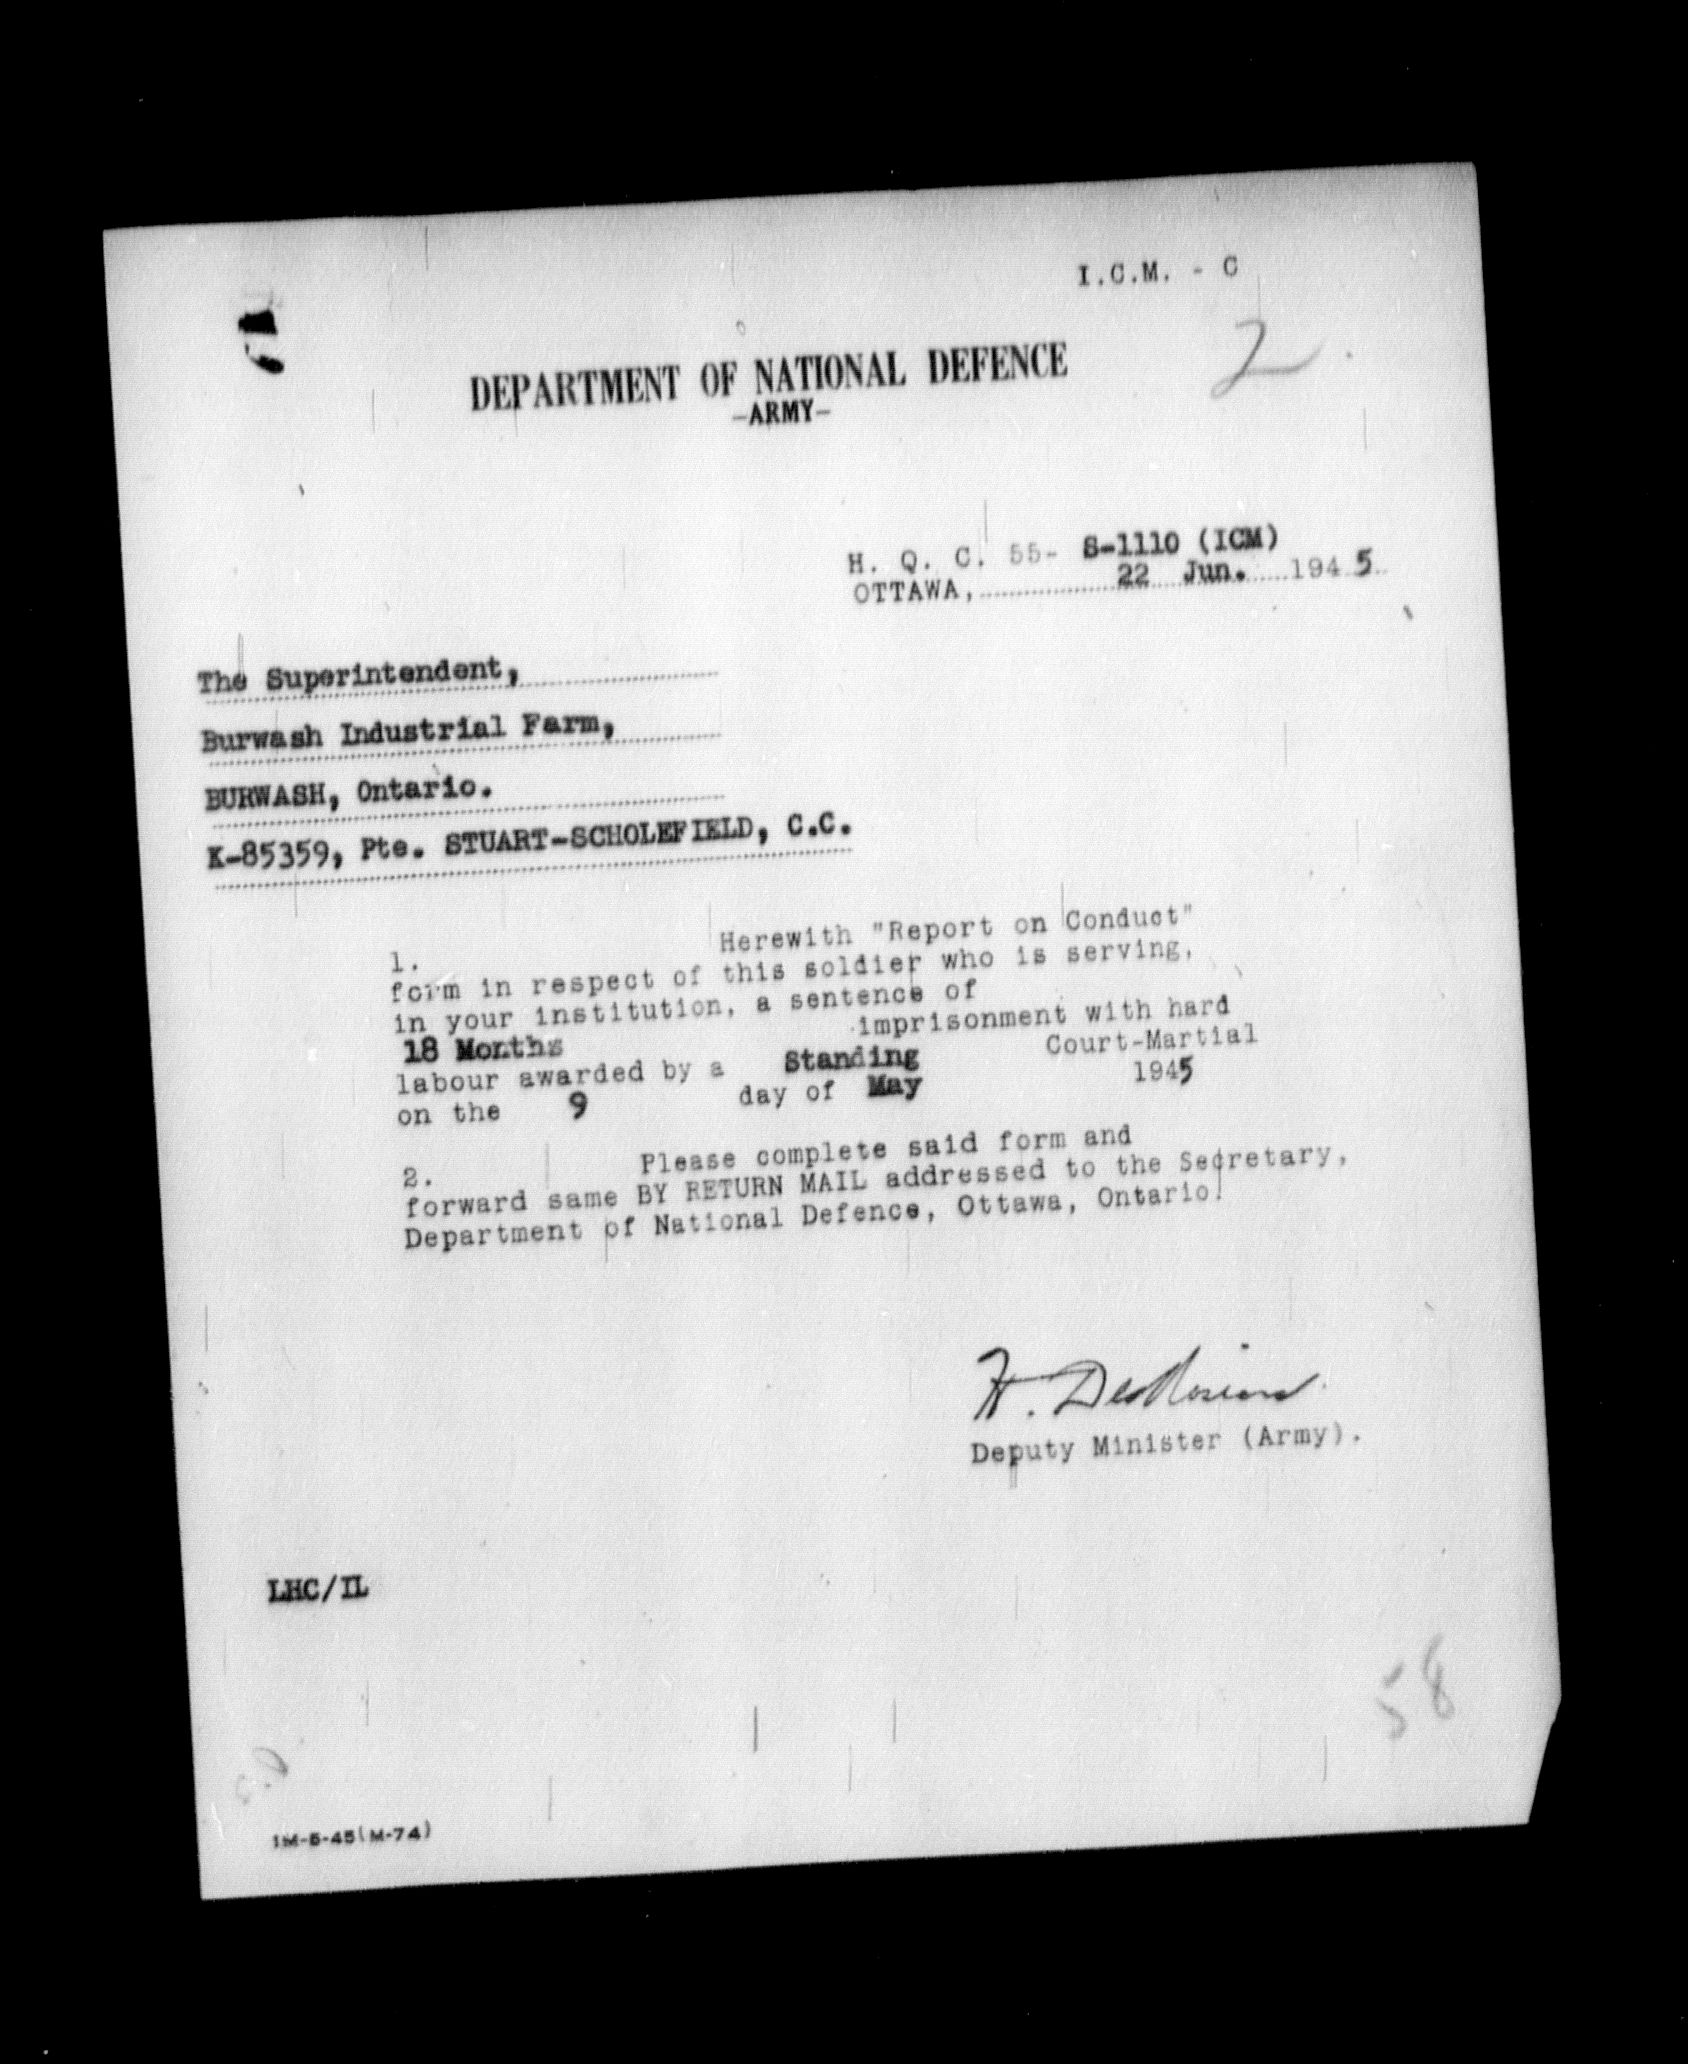 I.C.M. - C
2.
DEPARTMENT OF NATIONAL DEFENCE
-ARMY-
H. Q. C. 55- S-1110 (ICM)
OTTAWA, 22 Jun. 1945
The Superintendent,
Burwash Industrial Farm,
BURWASH, Ontario.
K-85359, Pte. STUART-SCHOLEFIELD, C.C.
1. Herewith "Report on Conduct"
form in respect of this soldier who is serving,
in your institution, a sentence of
18 Months imprisonment with hard
labour awarded by a Standing Court-Martial
on the 9 day of May 1945
2. Please complete said form and
forward same BY RETURN MAIL addressed to the Secretary,
Department of National Defence, Ottawa, Ontario.
H. DesRosiers
Deputy Minister (Army).
LHC/IL
58
1M-5-45(M-74)